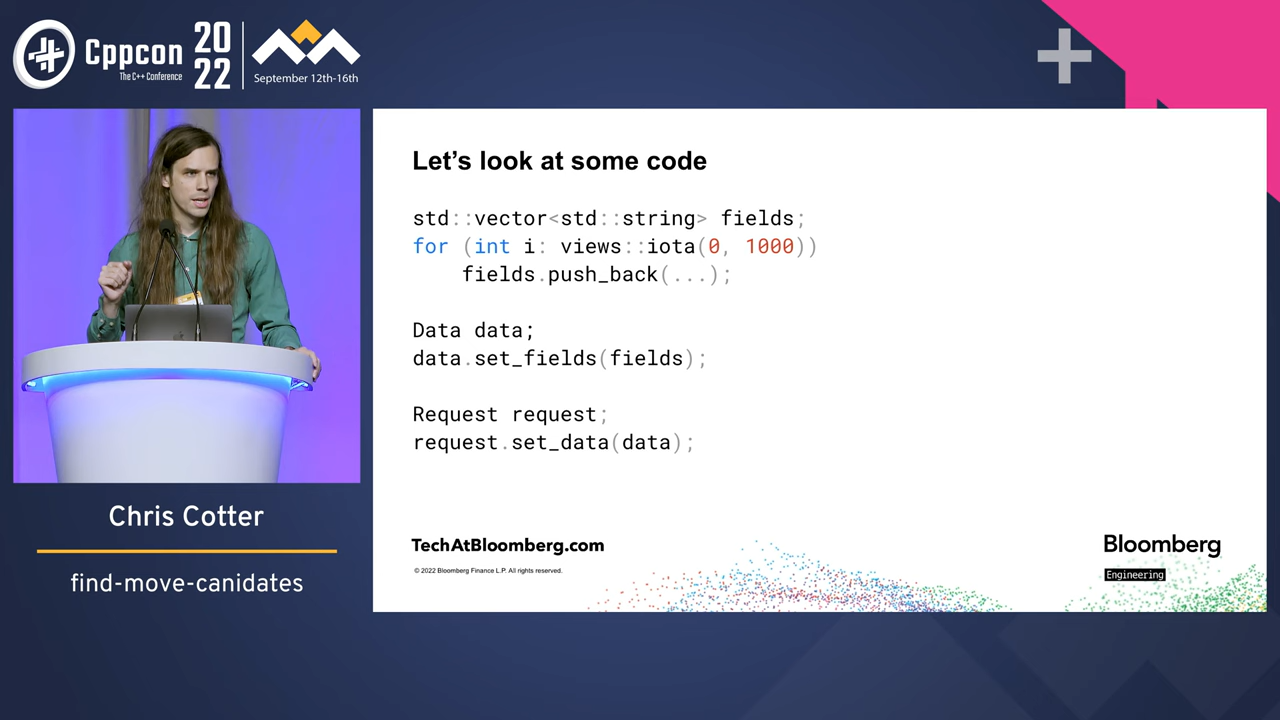 Cppcon
The C++ Conference
20
22
September 12th-16th
Let’s look at some code
std::vector<std::string> fields;
for (int i: views::iota(0, 1000))
    fields.push_back(...);
Data data;
data.set_fields(fields);
Request request;
request.set_data(data);
TechAtBloomberg.com
© 2022 Bloomberg Finance L.P. All rights reserved.
Bloomberg
Engineering
Chris Cotter
find-move-canidates